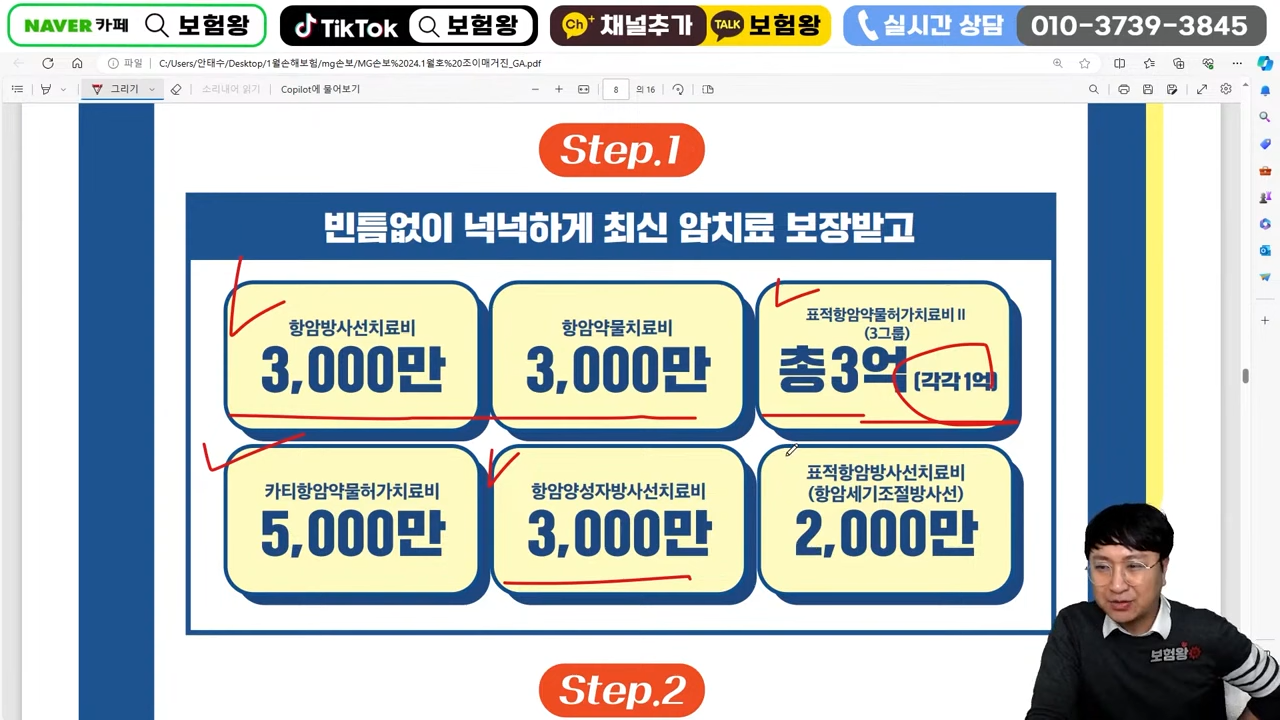 NAVER 카페 보험왕
TikTok 보험왕
Ch+ 채널추가 TALK 보험왕
실시간 상담 010-3739-3845
파일 C:/Users/안태수/Desktop/1월손해보험/mg손보/MG손보%2024.1월호%20조이매거진_GA.pdf
그리기 소리내어 읽기 Copilot에 물어보기 8 의 16
Step.1
빈틈없이 넉넉하게 최신 암치료 보장받고
항암방사선치료비
3,000만
항암약물치료비
3,000만
표적항암약물허가치료비Ⅱ
(3그룹)
총3억 (각각 1억)
카티항암약물허가치료비
5,000만
항암양성자방사선치료비
3,000만
표적항암방사선치료비
(항암세기조절방사선)
2,000만
보험왕
Step.2